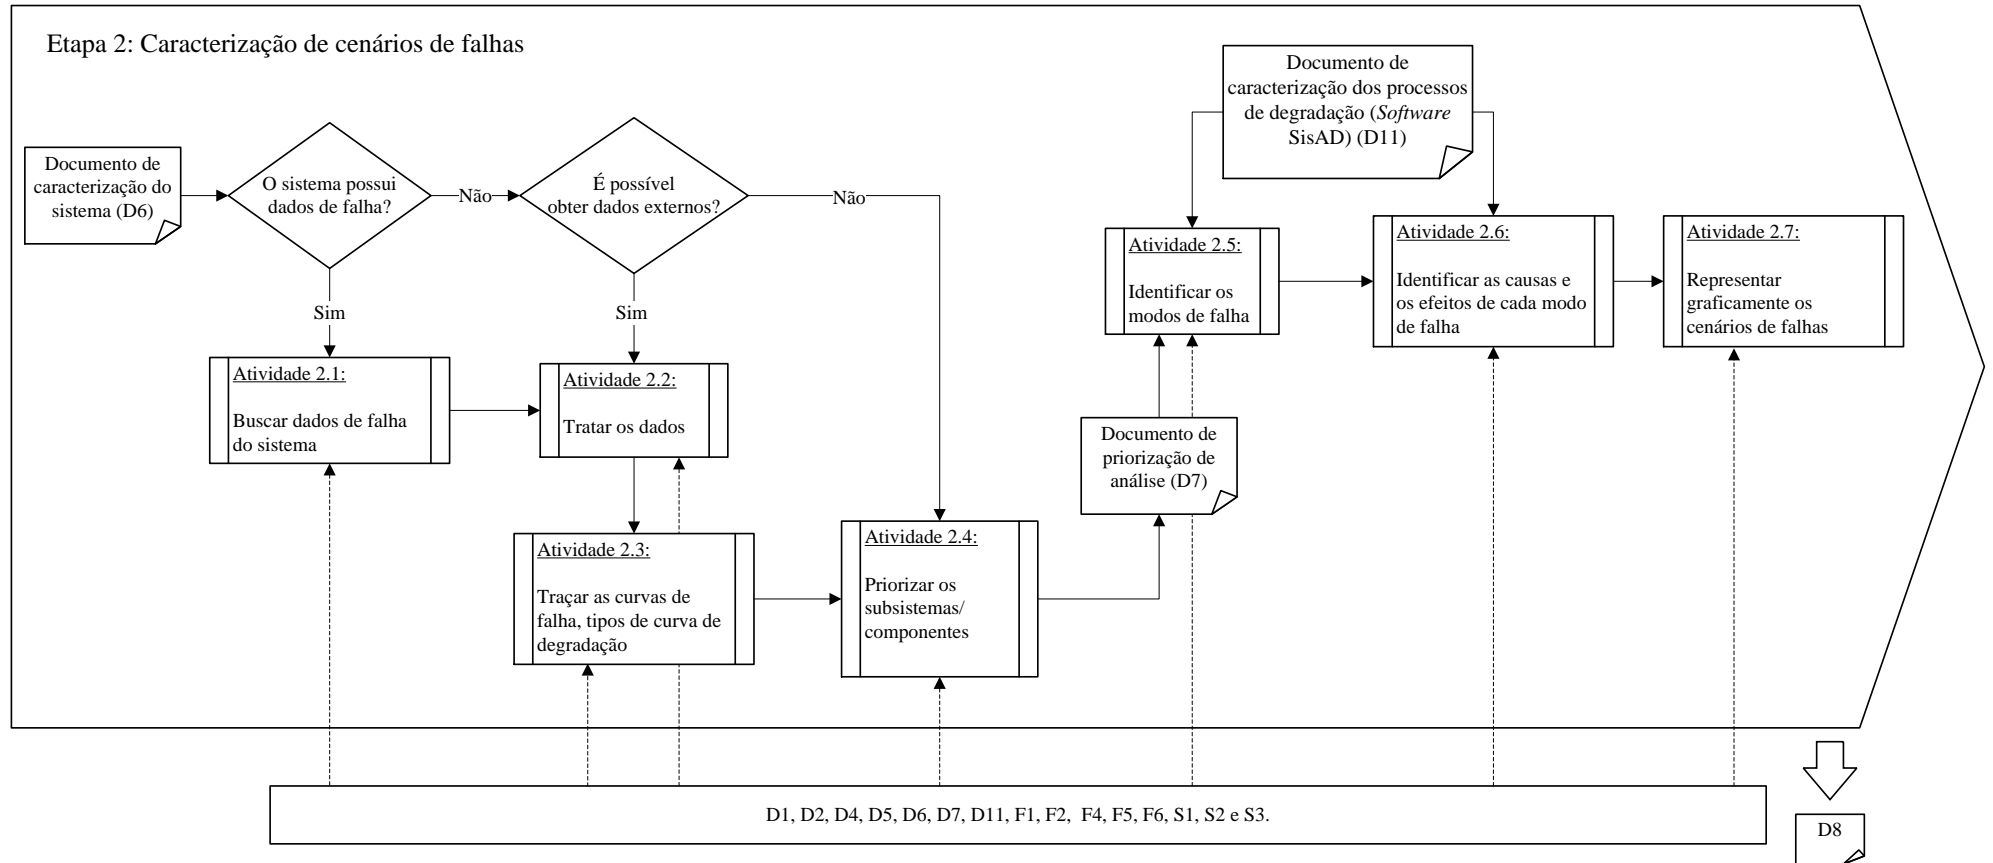 Etapa 2: Caracterização de cenários de falhas
Documento de
caracterização do
sistema (D6)
O sistema possui
dados de falha?
Não
É possível
obter dados externos?
Não
Sim
Sim
Atividade 2.1:
Buscar dados de falha
do sistema
Atividade 2.2:
Tratar os dados
Atividade 2.3:
Traçar as curvas de
falha, tipos de curva de
degradação
Atividade 2.4:
Priorizar os
subsistemas/
componentes
Documento de
priorização de
análise (D7)
Documento de
caracterização dos processos
de degradação (Software
SisAD) (D11)
Atividade 2.5:
Identificar os
modos de falha
Atividade 2.6:
Identificar as causas e
os efeitos de cada modo
de falha
Atividade 2.7:
Representar
graficamente os
cenários de falhas
D1, D2, D4, D5, D6, D7, D11, F1, F2, F4, F5, F6, S1, S2 e S3.
D8